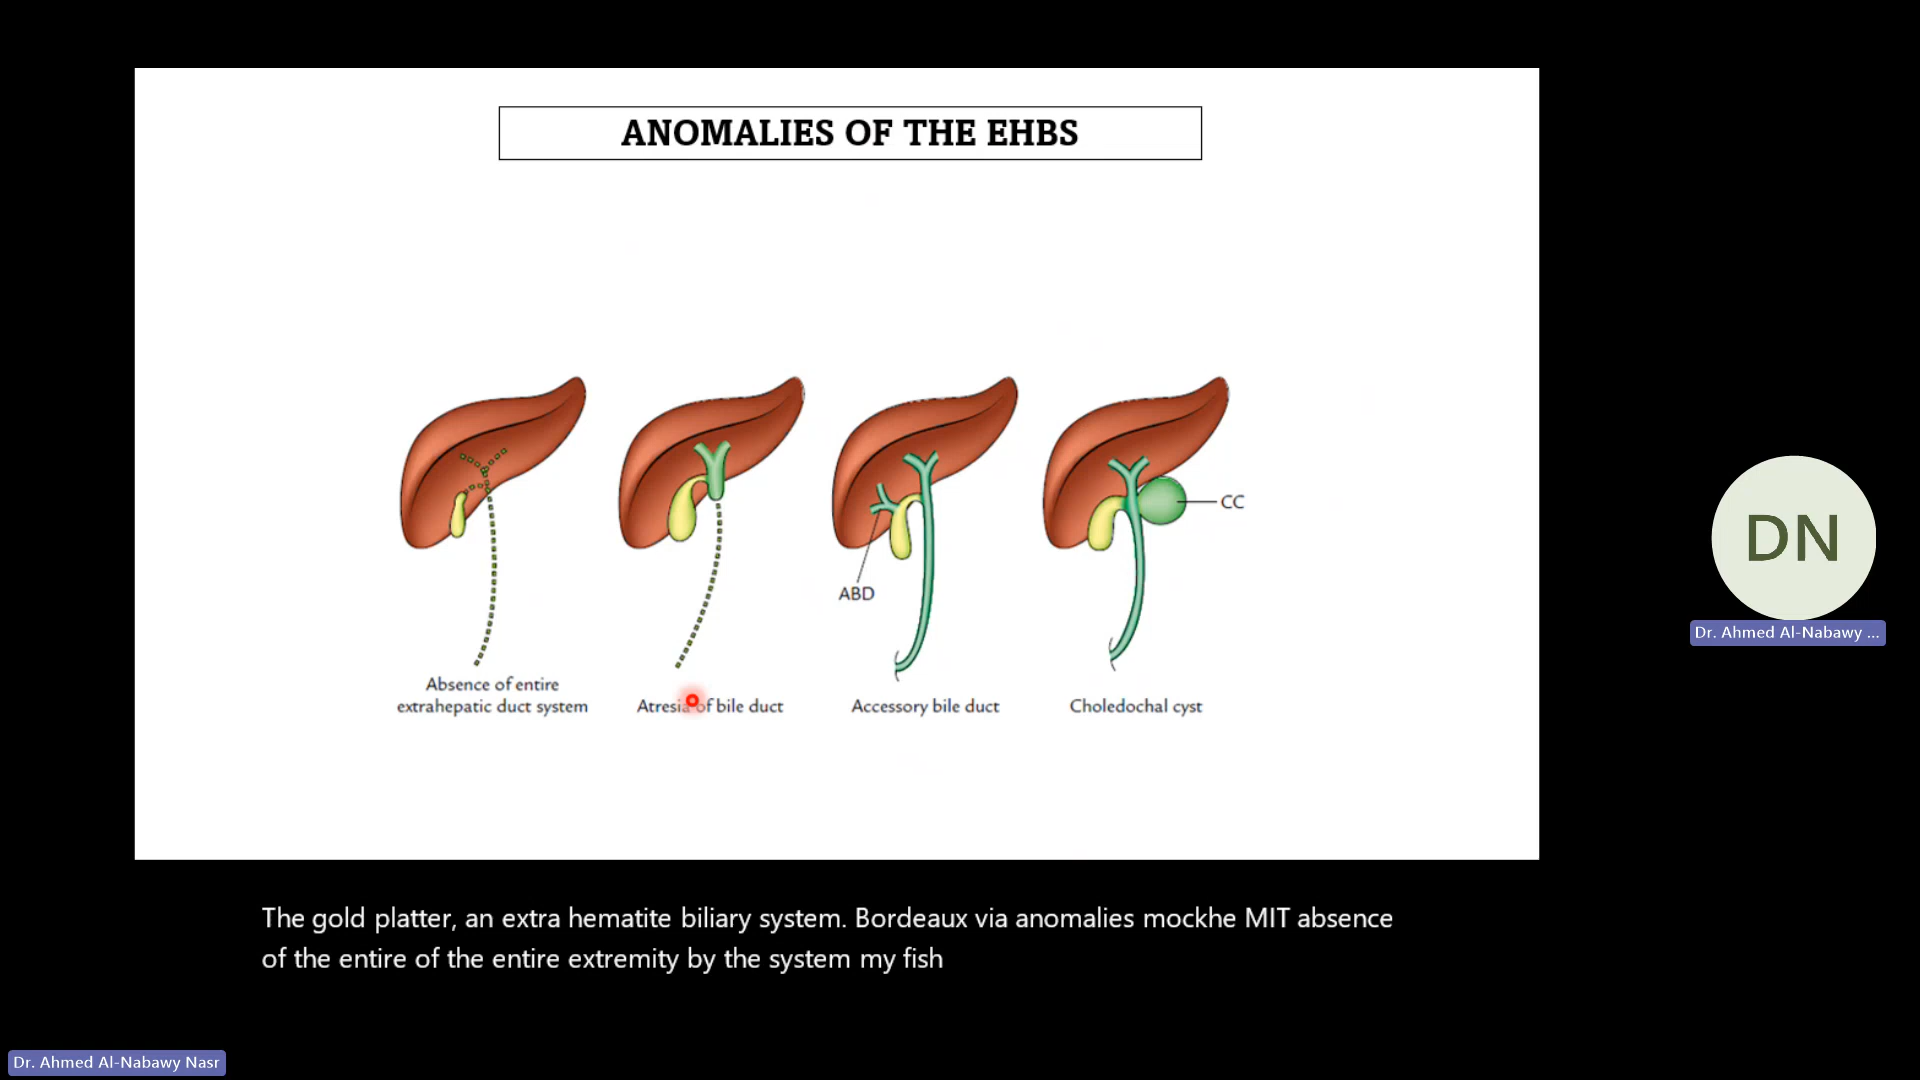 ANOMALIES OF THE EHBS
CC
ABD
Absence of entire
extrahepatic duct system
Atresia of bile duct
Accessory bile duct
Choledochal cyst
DN
Dr. Ahmed Al-Nabawy ...
The gold platter, an extra hematite biliary system. Bordeaux via anomalies mockhe MIT absence
of the entire of the entire extremity by the system my fish
Dr. Ahmed Al-Nabawy Nasr